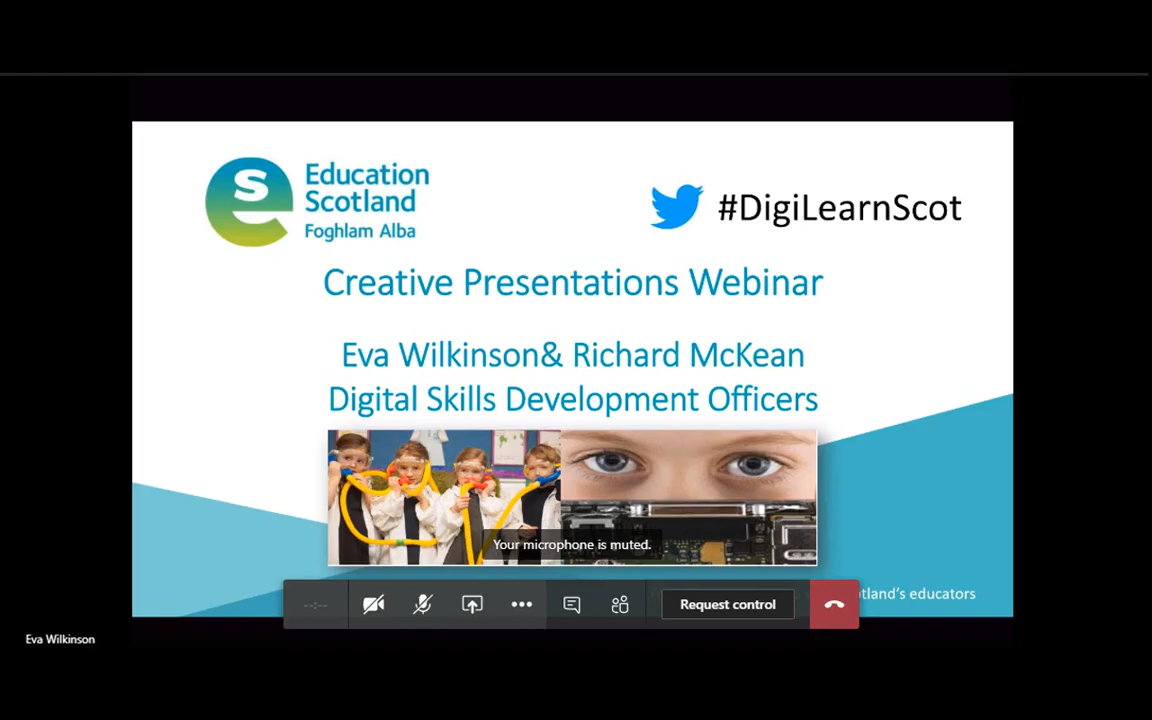 Education
Scotland
Foghlam Alba
#DigiLearnScot
Creative Presentations Webinar
Eva Wilkinson& Richard McKean
Digital Skills Development Officers
Your microphone is muted.
--:--
Request control
tland's educators
Eva Wilkinson